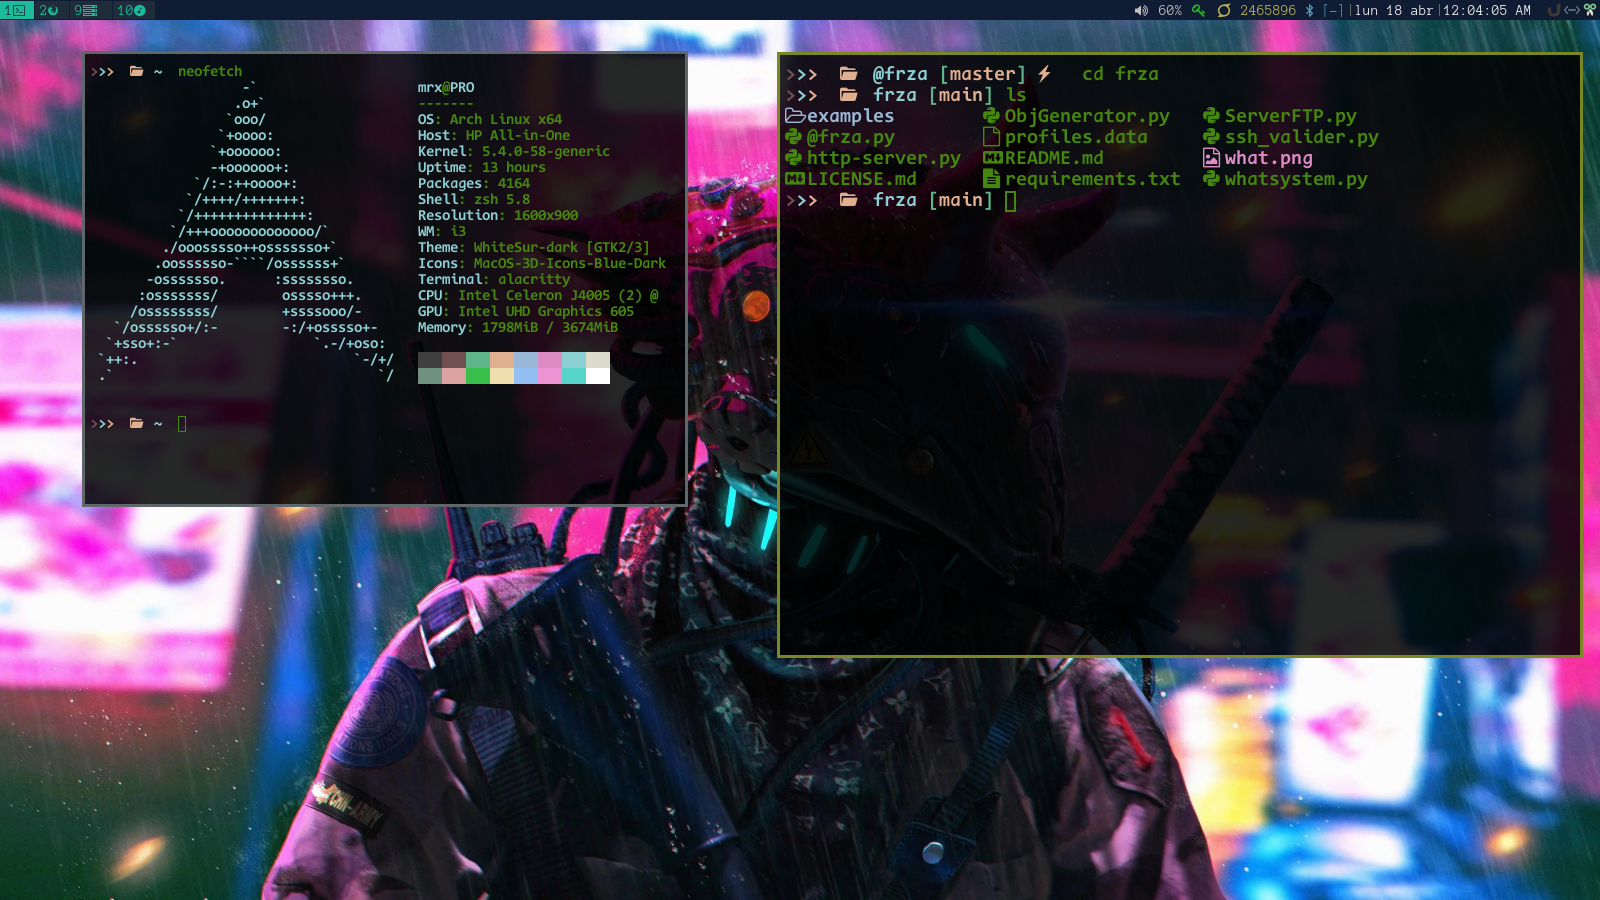 1 2 9 10 60% 2465896 [-]|lun 18 abr|12:04:05 AM
>>> ~ neofetch
-`
.o+`
`ooo/
`+oooo:
`+oooooo:
-+oooooo+:
`/:-:++oooo+:
`/++++/+++++++:
`/++++++++++++++:
`/+++ooooooooooooo/`
./ooosssso++osssssso+`
.oossssso-````/ossssss+`
-osssssso. :ssssssso.
:osssssss/ osssso+++.
/ossssssss/ +ssssooo/-
`/ossssso+/:- -:/+osssso+-
`+sso+:-` `.-/+oso:
`++:. `-/+/
.` `/
mrx@PRO
-------
OS: Arch Linux x64
Host: HP All-in-One
Kernel: 5.4.0-58-generic
Uptime: 13 hours
Packages: 4164
Shell: zsh 5.8
Resolution: 1600x900
WM: i3
Theme: WhiteSur-dark [GTK2/3]
Icons: MacOS-3D-Icons-Blue-Dark
Terminal: alacritty
CPU: Intel Celeron J4005 (2) @
GPU: Intel UHD Graphics 605
Memory: 1798MiB / 3674MiB
>>> ~
>>> @frza [master] cd frza
>>> frza [main] ls
examples ObjGenerator.py ServerFTP.py
@frza.py profiles.data ssh_valider.py
http-server.py README.md what.png
LICENSE.md requirements.txt whatsystem.py
>>> frza [main]
CHN-ARMY